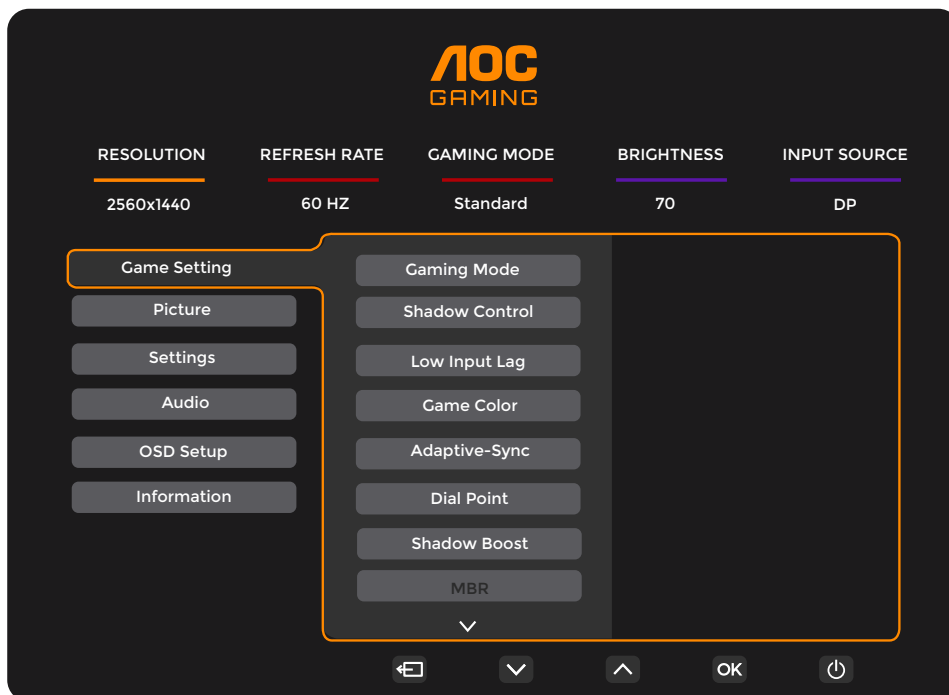 AOC
GAMING
RESOLUTION REFRESH RATE GAMING MODE BRIGHTNESS INPUT SOURCE
2560x1440 60 HZ Standard 70 DP
Game Setting
Picture
Settings
Audio
OSD Setup
Information
Gaming Mode
Shadow Control
Low Input Lag
Game Color
Adaptive-Sync
Dial Point
Shadow Boost
MBR
OK